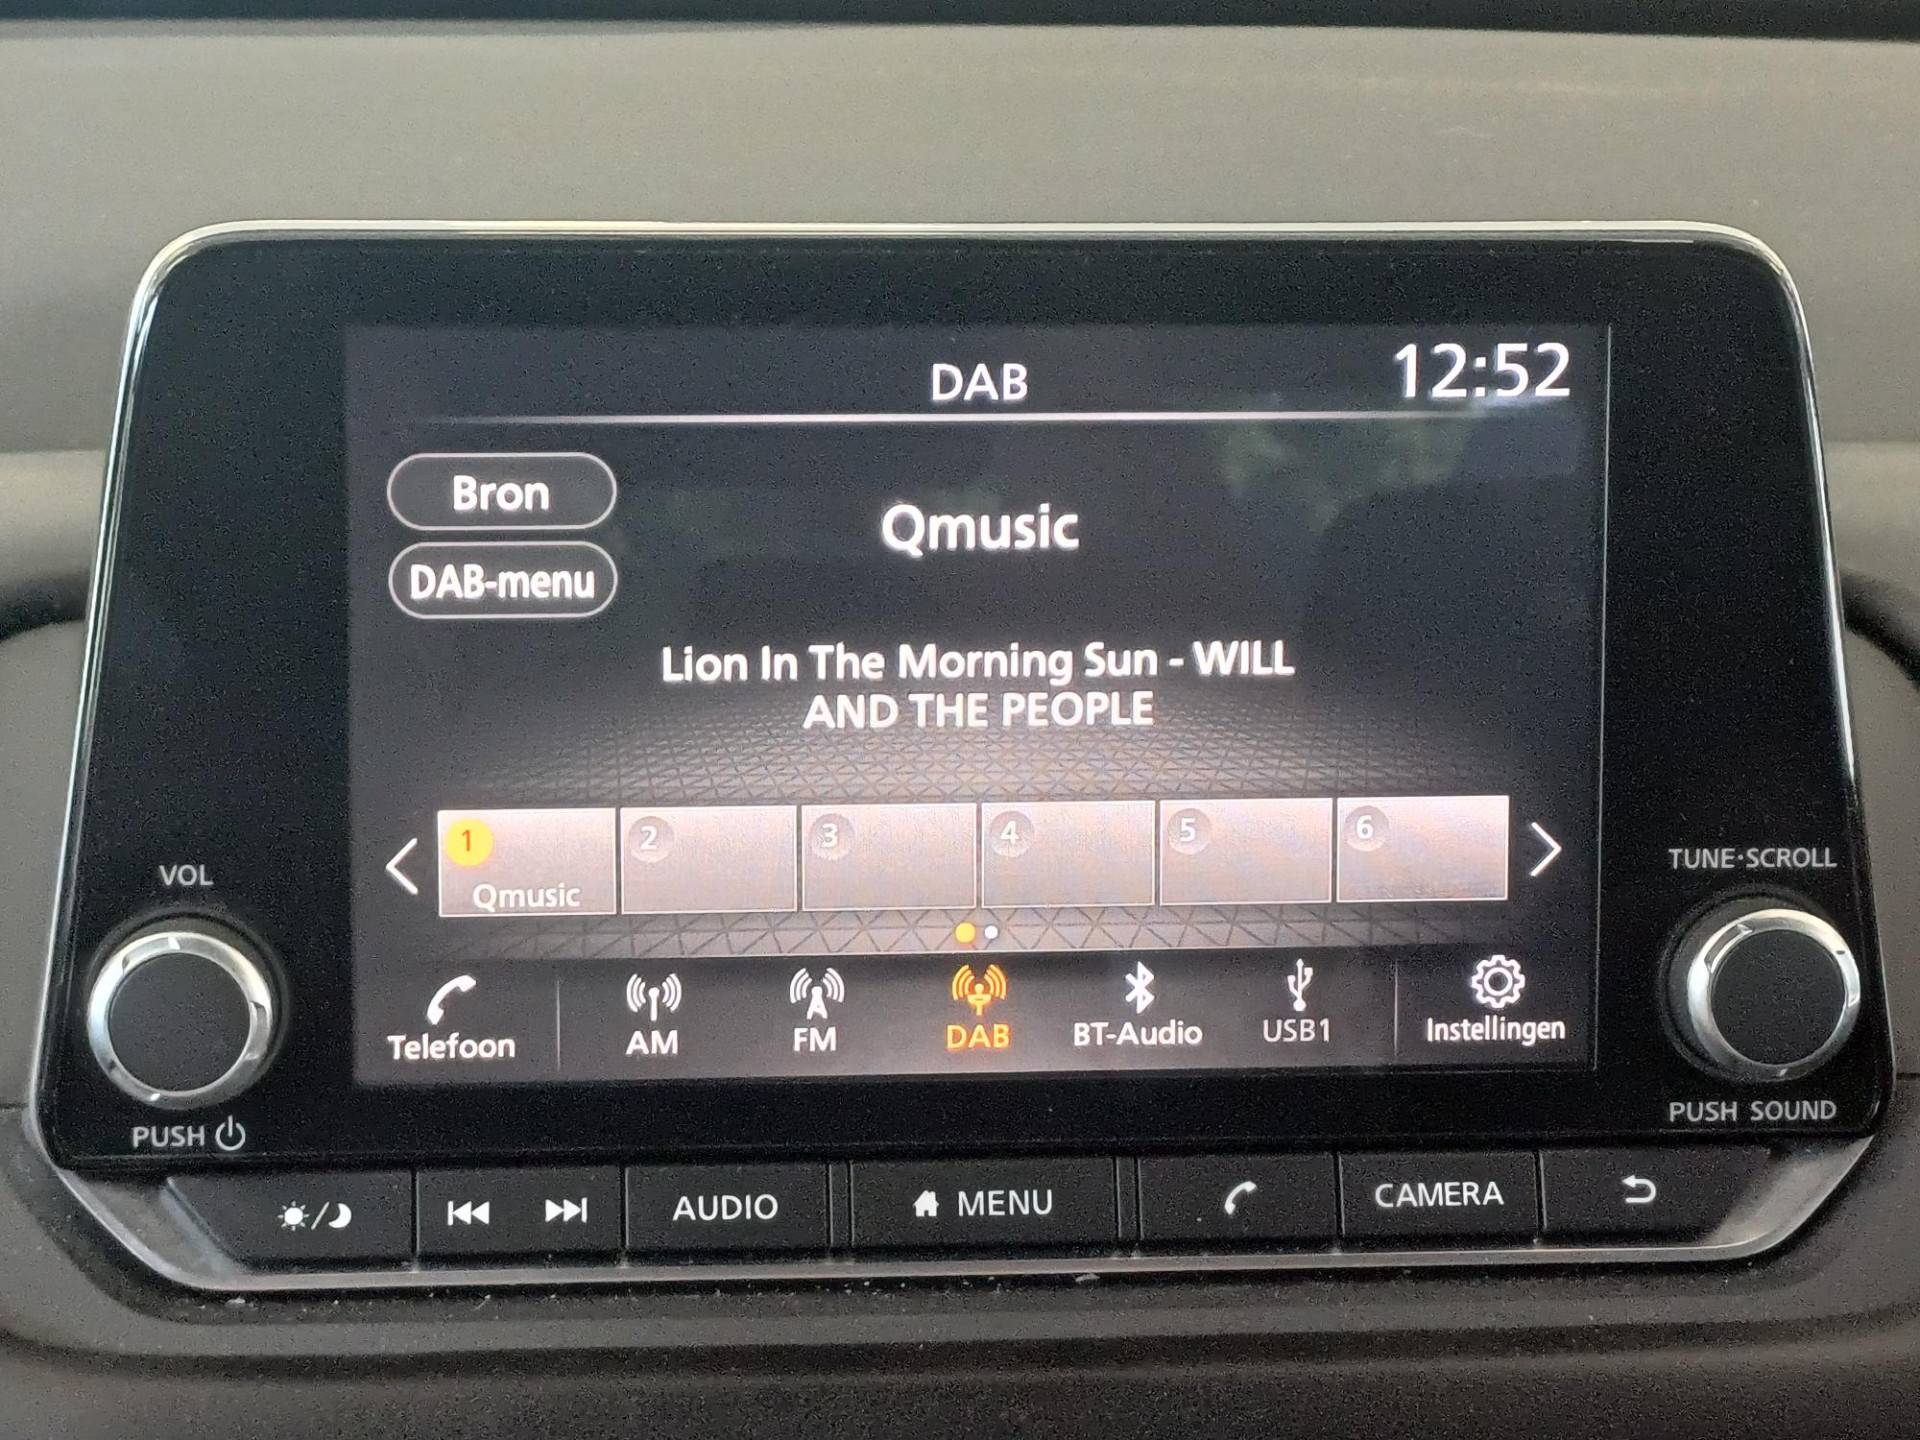 DAB
12:52
Bron
Qmusic
DAB-menu
Lion In The Morning Sun - WILL
AND THE PEOPLE
1 2 3 4 5 6
Qmusic
VOL
TUNE·SCROLL
Telefoon AM FM DAB BT-Audio USB1 Instellingen
PUSH
PUSH SOUND
AUDIO MENU CAMERA